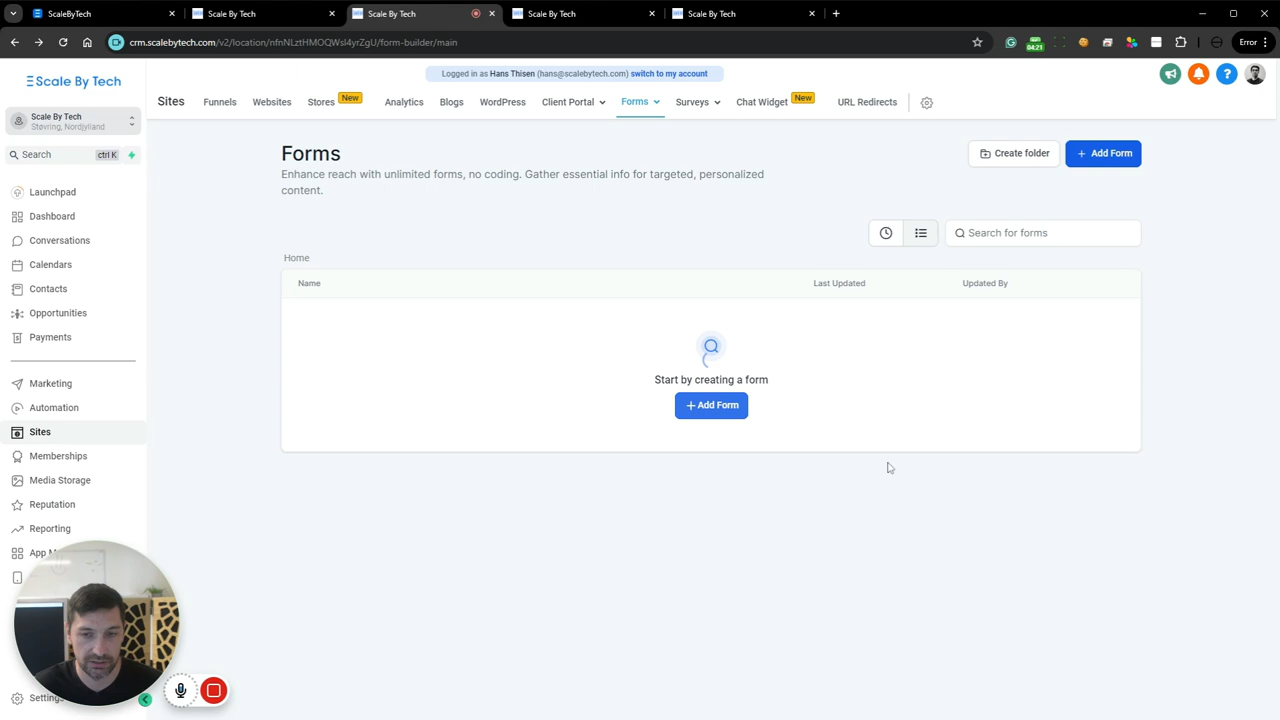 ScaleByTech
Scale By Tech
Scale By Tech
Scale By Tech
Scale By Tech
crm.scalebytech.com/v2/location/nfnNLztHMOQWsl4yrZgU/form-builder/main
04:21
Error
Scale By Tech
Logged in as Hans Thisen (hans@scalebytech.com) switch to my account
Sites
Funnels
Websites
Stores
New
Analytics
Blogs
WordPress
Client Portal
Forms
Surveys
Chat Widget
New
URL Redirects
Scale By Tech
Støvring, Nordjylland
Search
ctrl K
Launchpad
Dashboard
Conversations
Calendars
Contacts
Opportunities
Payments
Marketing
Automation
Sites
Memberships
Media Storage
Reputation
Reporting
App M
Settings
Forms
Create folder
Add Form
Enhance reach with unlimited forms, no coding. Gather essential info for targeted, personalized
content.
Search for forms
Home
Name
Last Updated
Updated By
Start by creating a form
Add Form